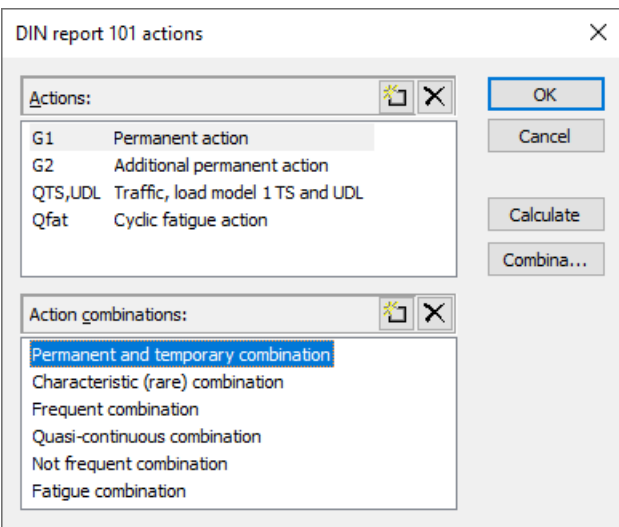 DIN report 101 actions
Actions:
G1 Permanent action
G2 Additional permanent action
QTS,UDL Traffic, load model 1 TS and UDL
Qfat Cyclic fatigue action
OK
Cancel
Calculate
Combina...
Action combinations:
Permanent and temporary combination
Characteristic (rare) combination
Frequent combination
Quasi-continuous combination
Not frequent combination
Fatigue combination